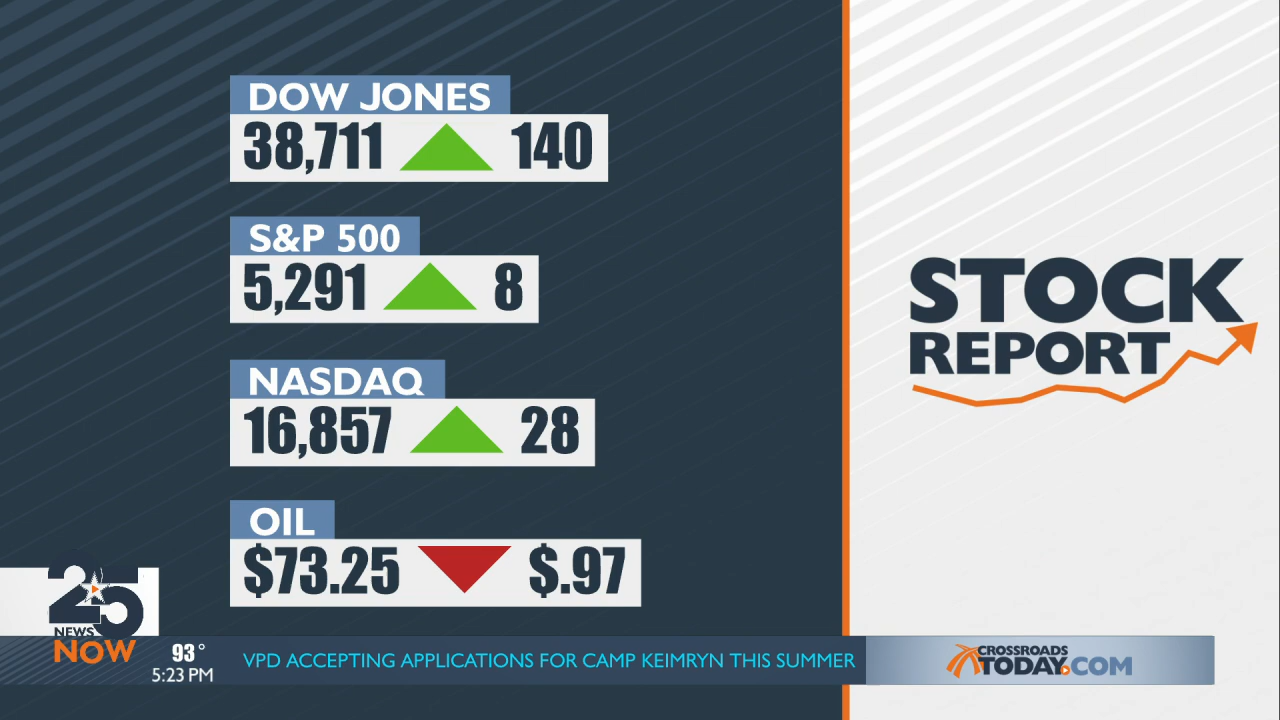 DOW JONES
38,711 140
S&P 500
5,291 8
NASDAQ
16,857 28
OIL
$73.25 $.97
STOCK
REPORT
25
NEWS
NOW
93°
5:23 PM
VPD ACCEPTING APPLICATIONS FOR CAMP KEIMRYN THIS SUMMER
CROSSROADS
TODAY.COM